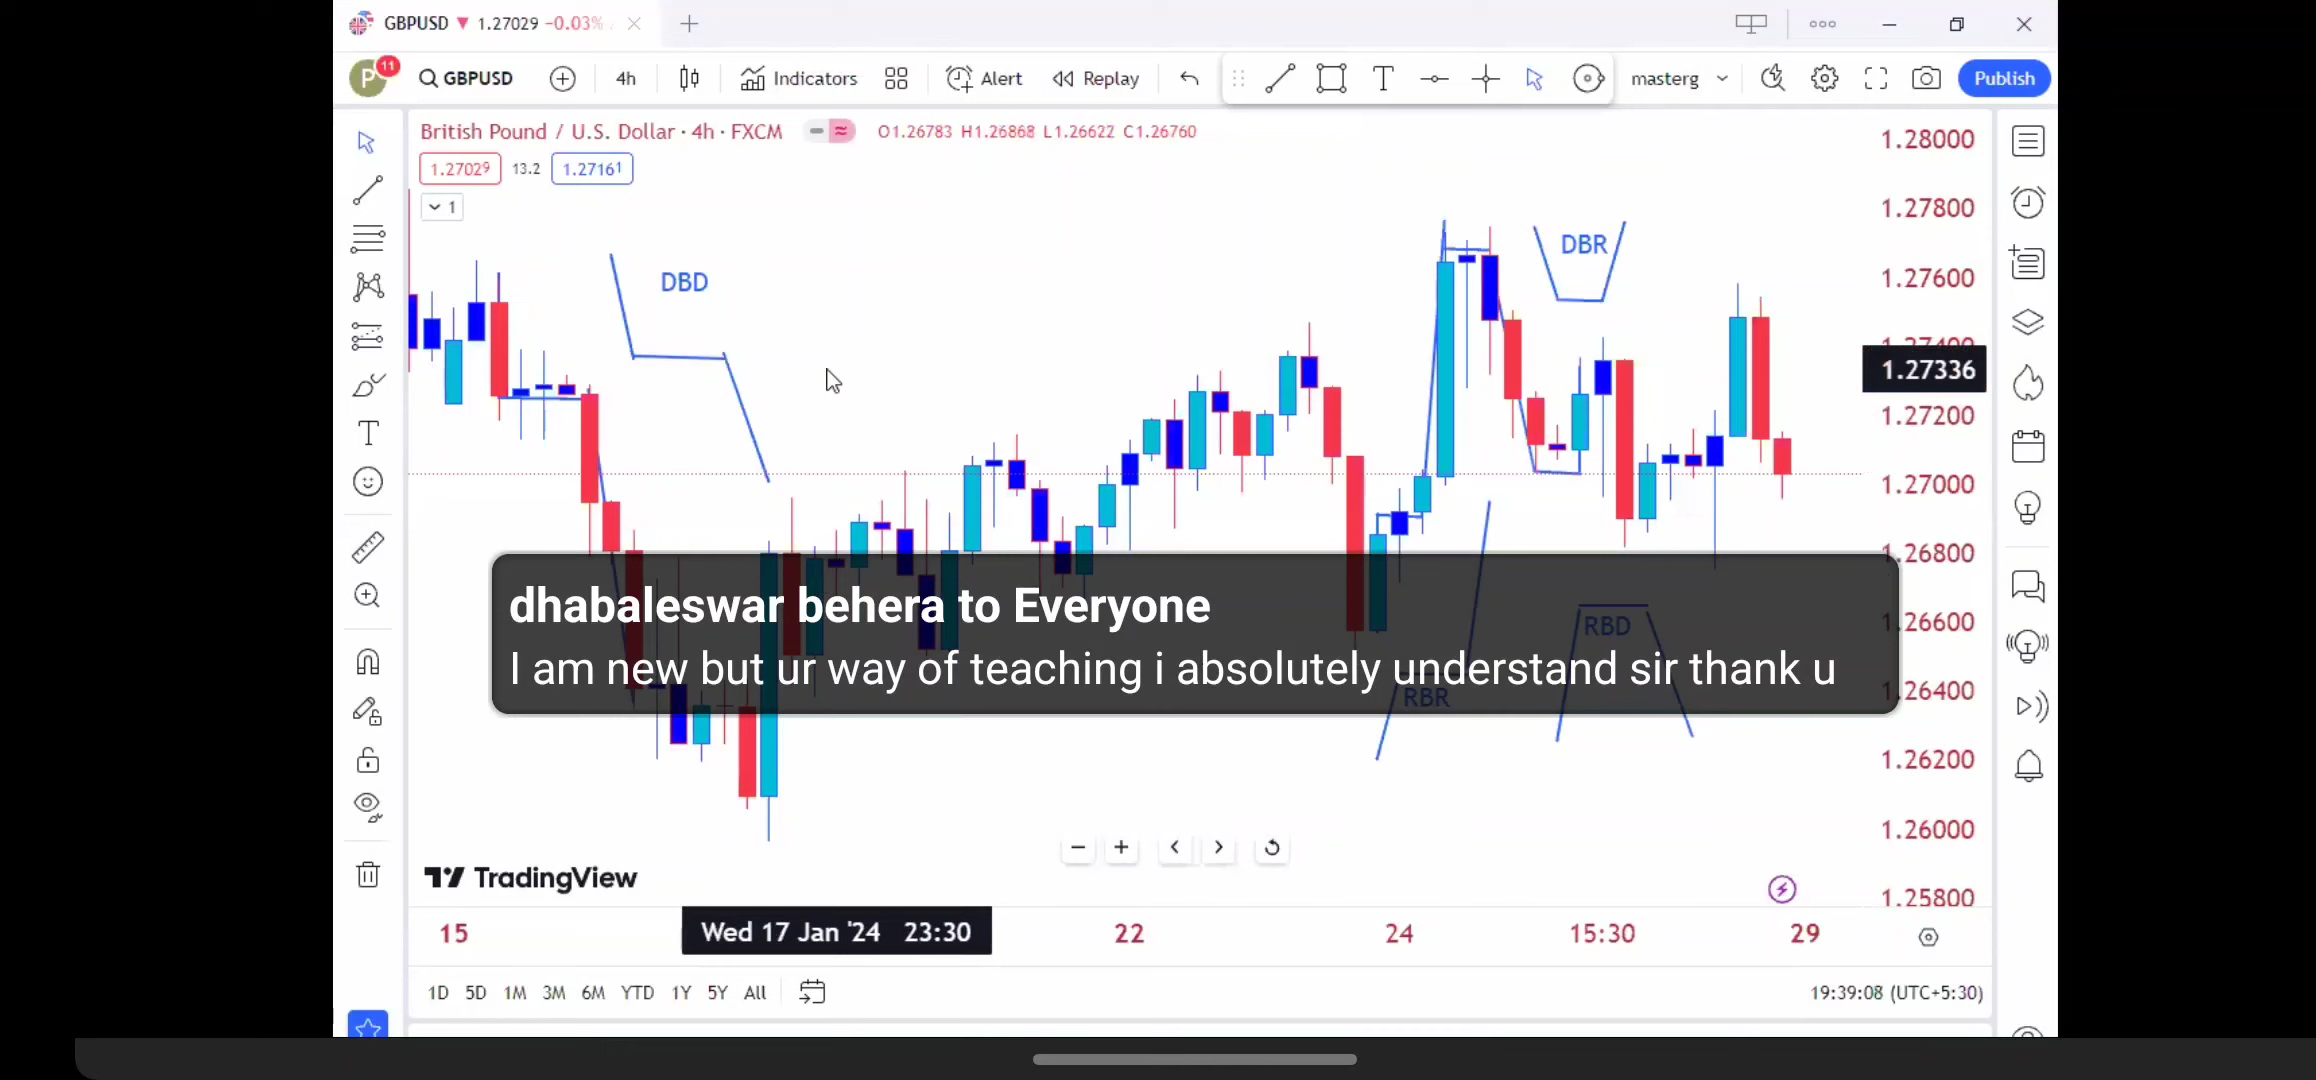 GBPUSD ▼ 1.27029 −0.03%
P 11 GBPUSD 4h Indicators Alert Replay masterg Publish
British Pound / U.S. Dollar · 4h · FXCM O1.26783 H1.26868 L1.26622 C1.26760
1.27029 13.2 1.27161
1
DBD
DBR
RBR
RBD
dhabaleswar behera to Everyone
I am new but ur way of teaching i absolutely understand sir thank u
1.28000
1.27800
1.27600
1.27400
1.27336
1.27200
1.27000
1.26800
1.26600
1.26400
1.26200
1.26000
1.25800
TradingView
15 Wed 17 Jan '24 23:30 22 24 15:30 29
1D 5D 1M 3M 6M YTD 1Y 5Y All 19:39:08 (UTC+5:30)